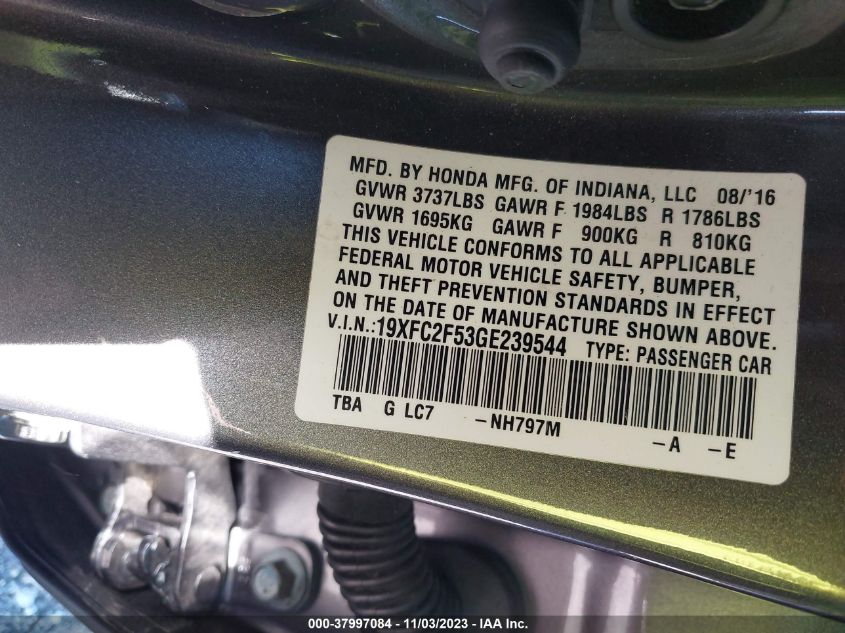 MFD. BY HONDA MFG. OF INDIANA, LLC 08/'16
GVWR 3737LBS GAWR F 1984LBS R 1786LBS
GVWR 1695KG GAWR F 900KG R 810KG
THIS VEHICLE CONFORMS TO ALL APPLICABLE
FEDERAL MOTOR VEHICLE SAFETY, BUMPER,
AND THEFT PREVENTION STANDARDS IN EFFECT
ON THE DATE OF MANUFACTURE SHOWN ABOVE.
V.I.N.:19XFC2F53GE239544 TYPE: PASSENGER CAR
TBA G LC7 -NH797M -A -E
000-37997084 - 11/03/2023 - IAA Inc.